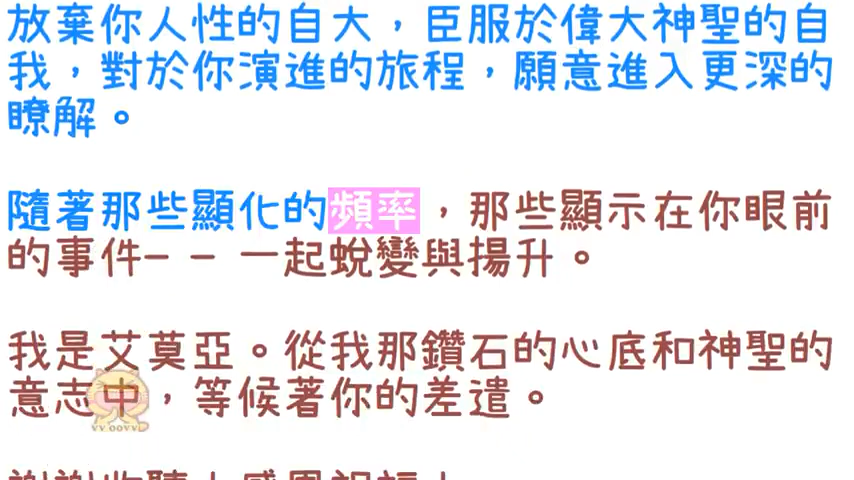 放棄你人性的自大，臣服於偉大神聖的自
我，對於你演進的旅程，願意進入更深的
瞭解。
隨著那些顯化的頻率，那些顯示在你眼前
的事件－－一起蛻變與揚升。
我是艾莫亞。從我那鑽石的心底和神聖的
意志中，等候著你的差遣。
VV OOVV